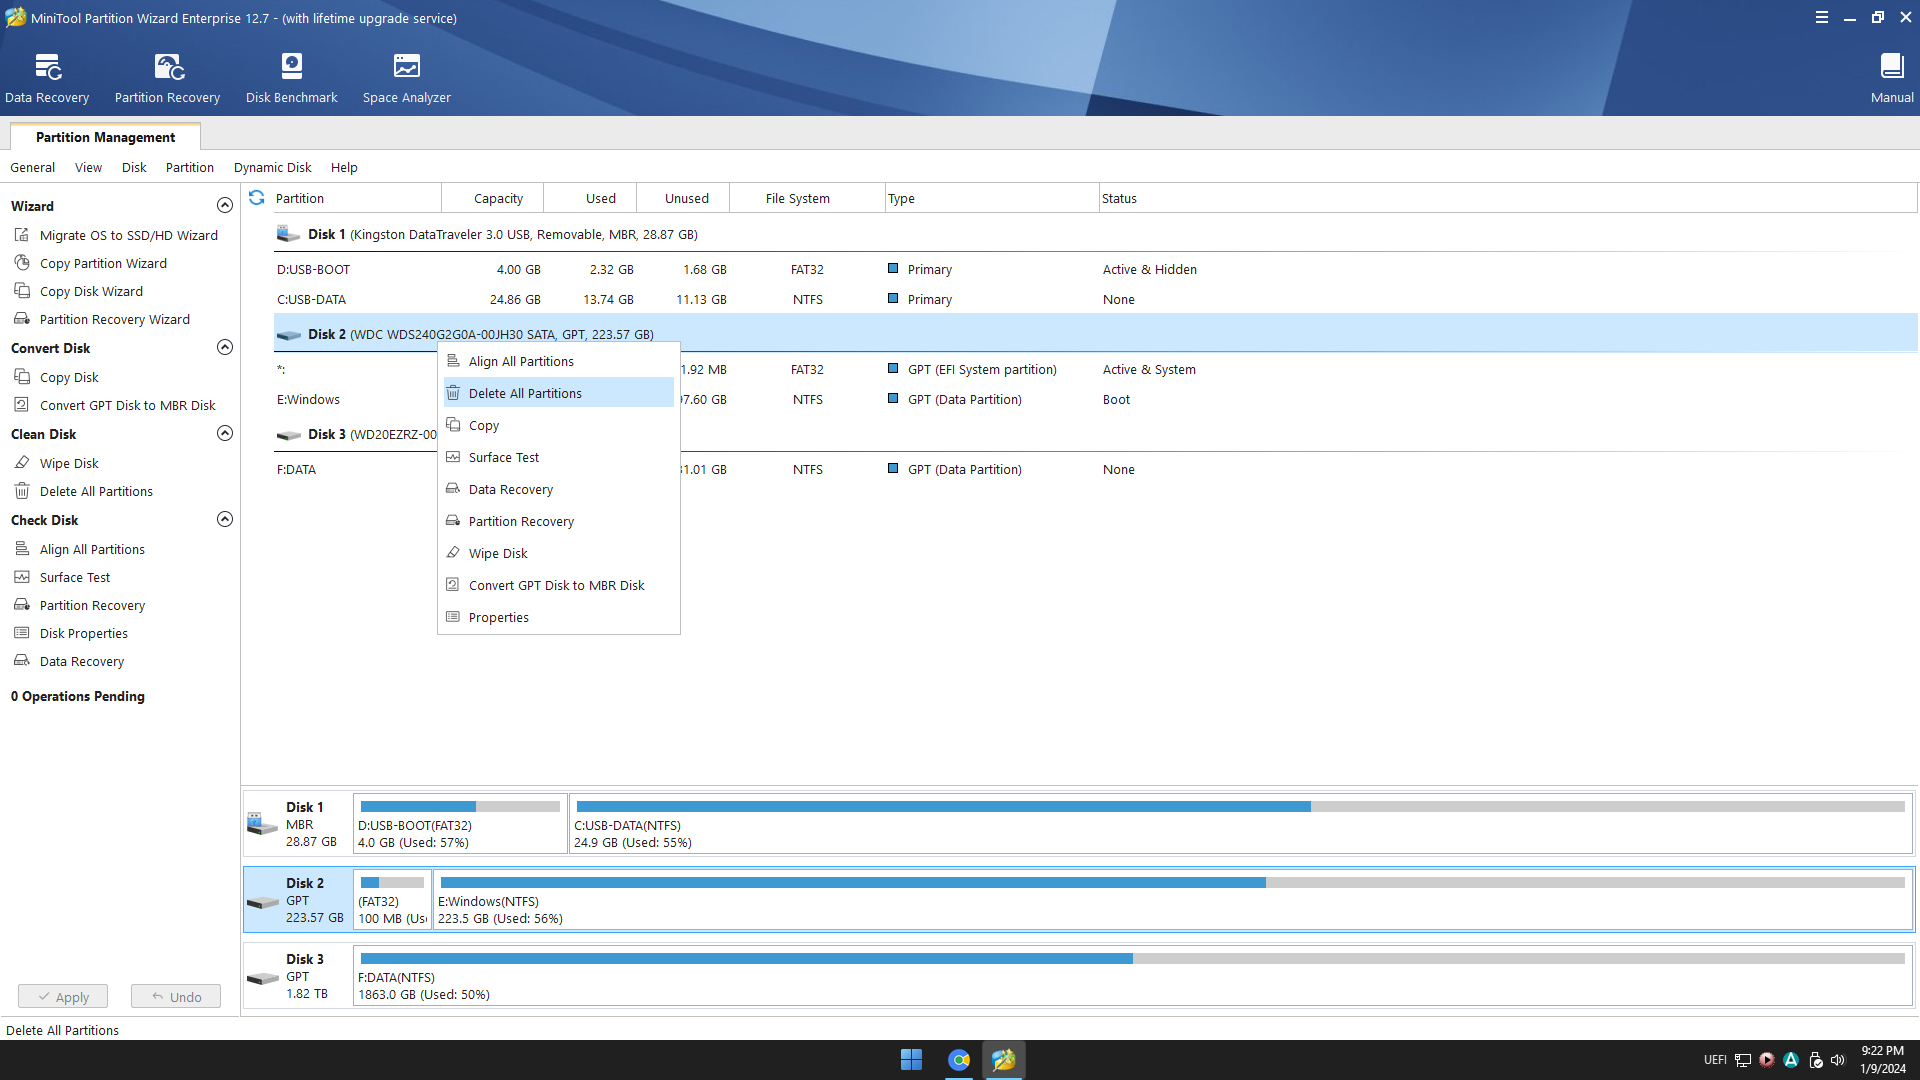 MiniTool Partition Wizard Enterprise 12.7 - (with lifetime upgrade service)
Data Recovery
Partition Recovery
Disk Benchmark
Space Analyzer
Manual
Partition Management
General View Disk Partition Dynamic Disk Help
Wizard
Migrate OS to SSD/HD Wizard
Copy Partition Wizard
Copy Disk Wizard
Partition Recovery Wizard
Convert Disk
Copy Disk
Convert GPT Disk to MBR Disk
Clean Disk
Wipe Disk
Delete All Partitions
Check Disk
Align All Partitions
Surface Test
Partition Recovery
Disk Properties
Data Recovery
0 Operations Pending
Apply
Undo
Partition Capacity Used Unused File System Type Status
Disk 1 (Kingston DataTraveler 3.0 USB, Removable, MBR, 28.87 GB)
D:USB-BOOT 4.00 GB 2.32 GB 1.68 GB FAT32 Primary Active & Hidden
C:USB-DATA 24.86 GB 13.74 GB 11.13 GB NTFS Primary None
Disk 2 (WDC WDS240G2G0A-00JH30 SATA, GPT, 223.57 GB)
*: 1.92 MB FAT32 GPT (EFI System partition) Active & System
E:Windows 97.60 GB NTFS GPT (Data Partition) Boot
Disk 3 (WD20EZRZ-00
F:DATA 31.01 GB NTFS GPT (Data Partition) None
Align All Partitions
Delete All Partitions
Copy
Surface Test
Data Recovery
Partition Recovery
Wipe Disk
Convert GPT Disk to MBR Disk
Properties
Disk 1
MBR
28.87 GB
D:USB-BOOT(FAT32)
4.0 GB (Used: 57%)
C:USB-DATA(NTFS)
24.9 GB (Used: 55%)
Disk 2
GPT
223.57 GB
(FAT32)
100 MB (Us
E:Windows(NTFS)
223.5 GB (Used: 56%)
Disk 3
GPT
1.82 TB
F:DATA(NTFS)
1863.0 GB (Used: 50%)
Delete All Partitions
UEFI
9:22 PM
1/9/2024